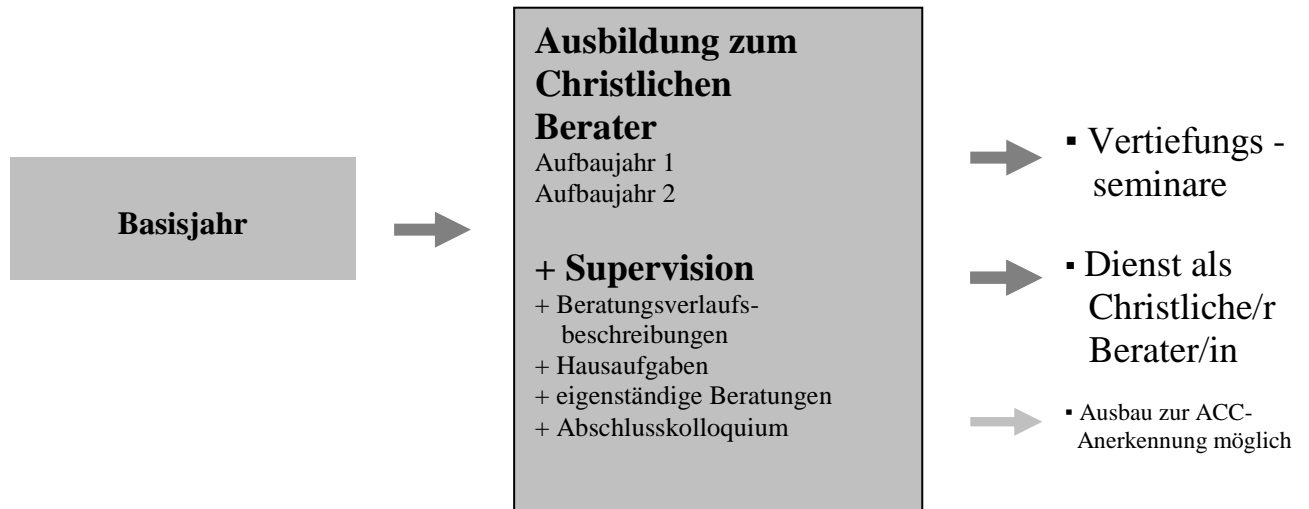 Basisjahr
Ausbildung zum
Christlichen
Berater
Aufbaujahr 1
Aufbaujahr 2
+ Supervision
+ Beratungsverlaufs-
beschreibungen
+ Hausaufgaben
+ eigenständige Beratungen
+ Abschlusskolloquium
▪ Vertiefungs -
seminare
▪ Dienst als
Christliche/r
Berater/in
▪ Ausbau zur ACC-
Anerkennung möglich